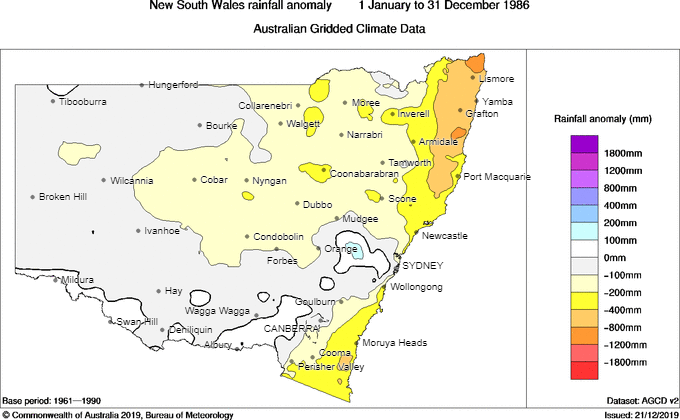 New South Wales rainfall anomaly 1 January to 31 December 1986
Australian Gridded Climate Data
Hungerford
Lismore
Tibooburra
Collarenebri
Moree
Yamba
Inverell
Grafton
Bourke
Walgett
Narrabri
Armidale
Tamworth
Coonabarabran
Port Macquarie
Wilcannia
Cobar
Nyngan
Broken Hill
Scone
Dubbo
Mudgee
Ivanhoe
Condobolin
Newcastle
Orange
Forbes
SYDNEY
Mildura
Wollongong
Hay
Goulburn
Wagga Wagga
Swan Hill
Deniliquin
CANBERRA
Albury
Moruya Heads
Cooma
Perisher Valley
Rainfall anomaly (mm)
1800mm
1200mm
800mm
400mm
200mm
100mm
0mm
-100mm
-200mm
-400mm
-800mm
-1200mm
-1800mm
Base period: 1961—1990
Dataset: AGCD v2
© Commonwealth of Australia 2019, Bureau of Meteorology
Issued: 21/12/2019